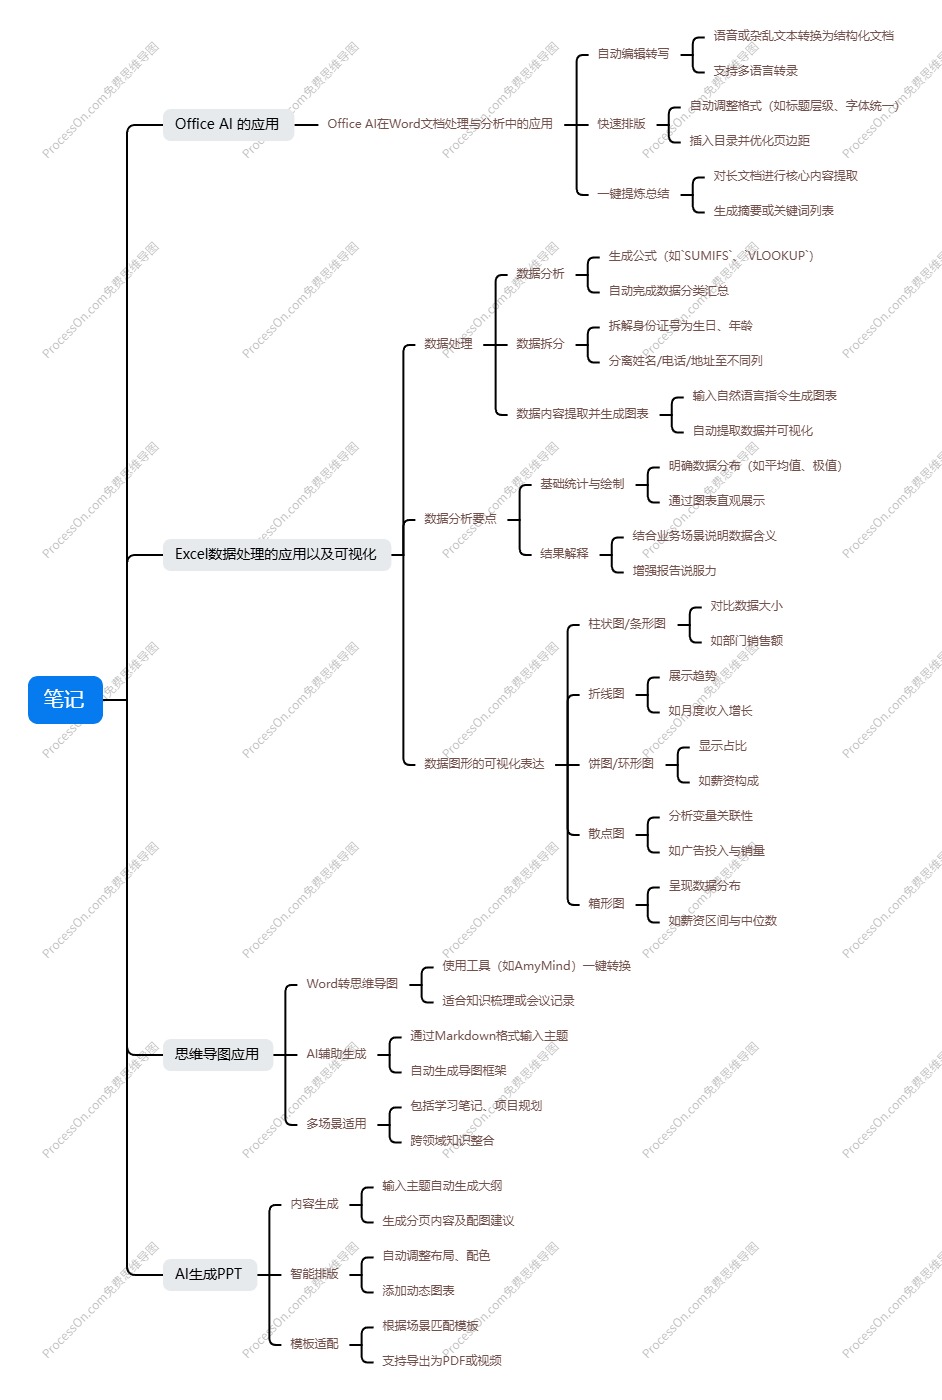 笔记
Office AI 的应用
Office AI在Word文档处理与分析中的应用
自动编辑转写
语音或杂乱文本转换为结构化文档
支持多语言转录
快速排版
自动调整格式（如标题层级、字体统一）
插入目录并优化页边距
一键提炼总结
对长文档进行核心内容提取
生成摘要或关键词列表
Excel数据处理的应用以及可视化
数据处理
数据分析
生成公式（如`SUMIFS`、`VLOOKUP`）
自动完成数据分类汇总
数据拆分
拆解身份证号为生日、年龄
分离姓名/电话/地址至不同列
数据内容提取并生成图表
输入自然语言指令生成图表
自动提取数据并可视化
数据分析要点
基础统计与绘制
明确数据分布（如平均值、极值）
通过图表直观展示
结果解释
结合业务场景说明数据含义
增强报告说服力
数据图形的可视化表达
柱状图/条形图
对比数据大小
如部门销售额
折线图
展示趋势
如月度收入增长
饼图/环形图
显示占比
如薪资构成
散点图
分析变量关联性
如广告投入与销量
箱形图
呈现数据分布
如薪资区间与中位数
思维导图应用
Word转思维导图
使用工具（如AmyMind）一键转换
适合知识梳理或会议记录
AI辅助生成
通过Markdown格式输入主题
自动生成导图框架
多场景适用
包括学习笔记、项目规划
跨领域知识整合
AI生成PPT
内容生成
输入主题自动生成大纲
生成分页内容及配图建议
智能排版
自动调整布局、配色
添加动态图表
模板适配
根据场景匹配模板
支持导出为PDF或视频
ProcessOn.com免费思维导图